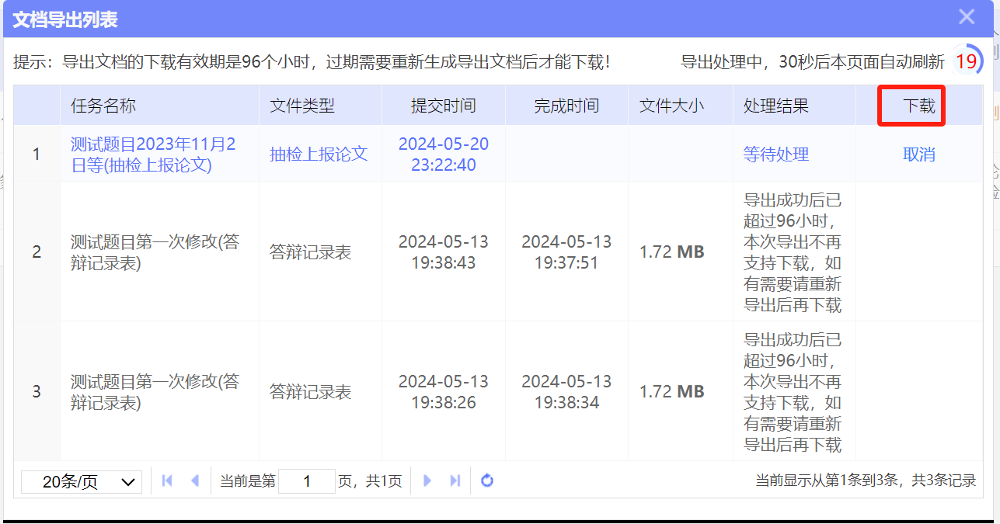 文档导出列表
提示：导出文档的下载有效期是96个小时，过期需要重新生成导出文档后才能下载！
导出处理中，30秒后本页面自动刷新 19
任务名称 文件类型 提交时间 完成时间 文件大小 处理结果 下载
1
测试题目2023年11月2
日等(抽检上报论文)
抽检上报论文
2024-05-20
23:22:40
等待处理
取消
2
测试题目第一次修改(答
辩记录表)
答辩记录表
2024-05-13
19:38:43
2024-05-13
19:37:51
1.72 MB
导出成功后已
超过96小时，
本次导出不再
支持下载，如
有需要请重新
导出后再下载
3
测试题目第一次修改(答
辩记录表)
答辩记录表
2024-05-13
19:38:26
2024-05-13
19:38:34
1.72 MB
导出成功后已
超过96小时，
本次导出不再
支持下载，如
有需要请重新
导出后再下载
20条/页 当前是第 1 页，共1页 当前显示从第1条到3条，共3条记录